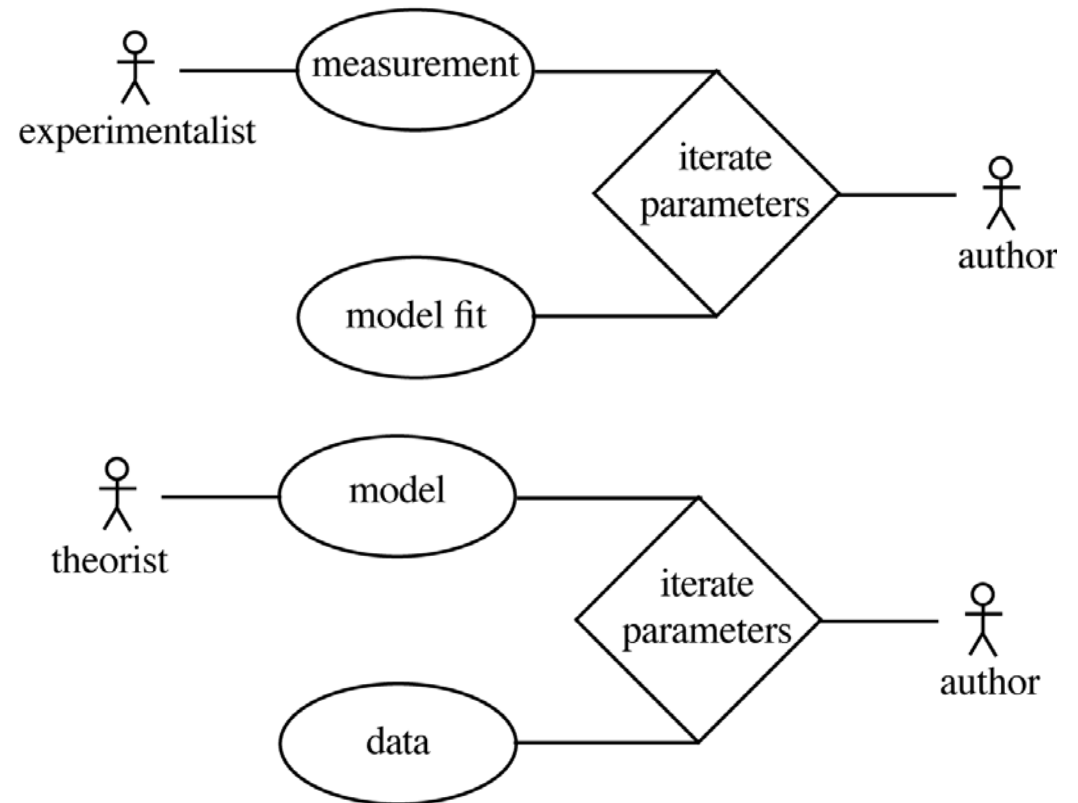 measurement
experimentalist
iterate
parameters
author
model fit
model
theorist
iterate
parameters
author
data